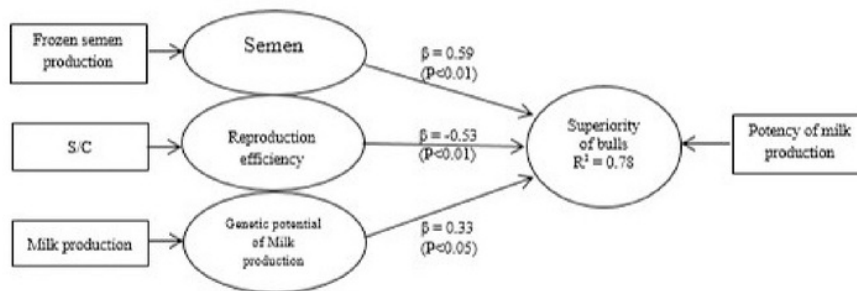 Frozen semen
production
Semen
β = 0.59
(P<0.01)
S/C
Reproduction
efficiency
β = -0.53
(P<0.01)
Superiority
of bulls
R² = 0.78
Potency of milk
production
Milk production
Genetic potential
of Milk
production
β = 0.33
(P<0.05)